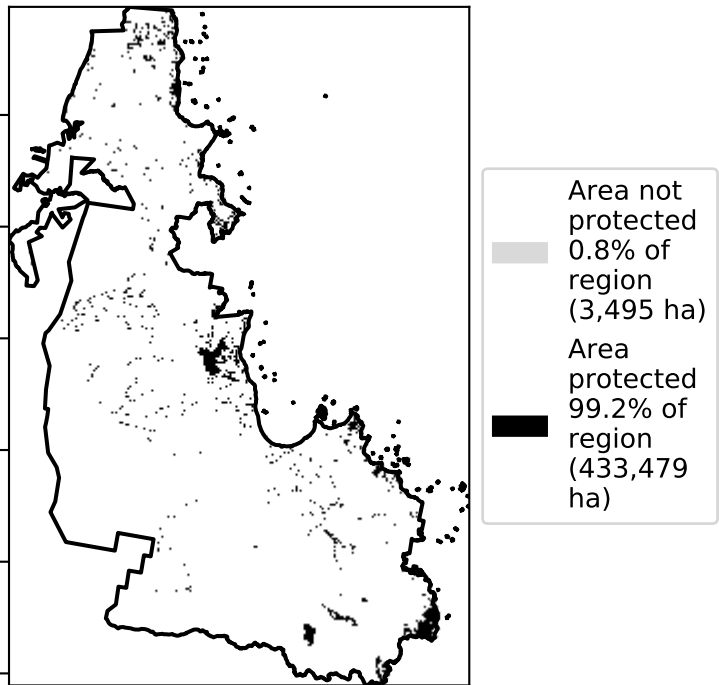 Area not
protected
0.8% of
region
(3,495 ha)
Area
protected
99.2% of
region
(433,479
ha)